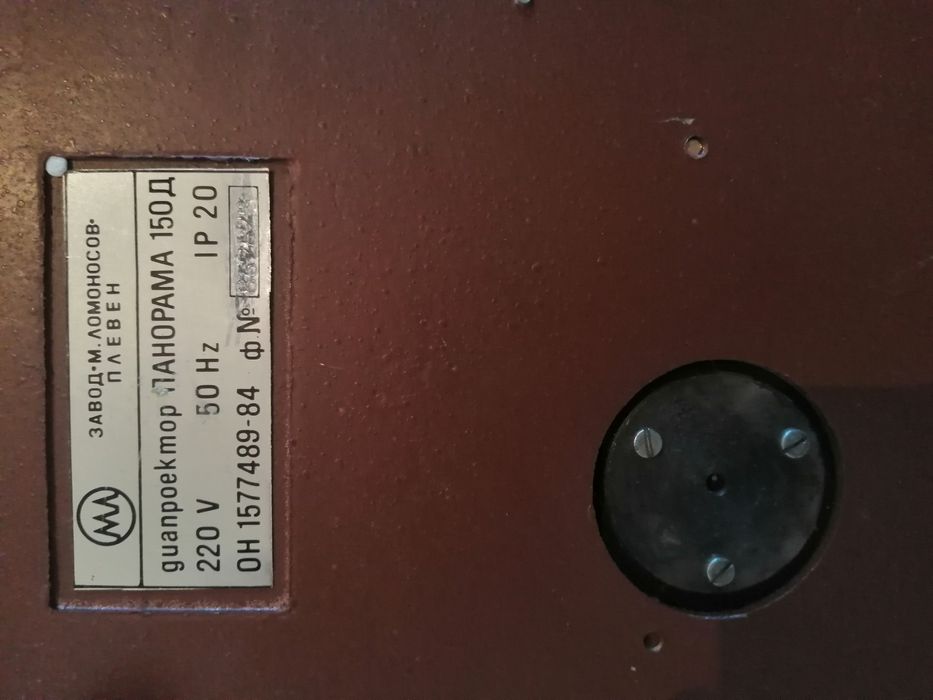 ЗАВОД•М.ЛОМОНОСОВ•
ПЛЕВЕН
диапроектор ПАНОРАМА 150Д
220 V 50 Hz IP 20
ОН 1577489-84 ф.№